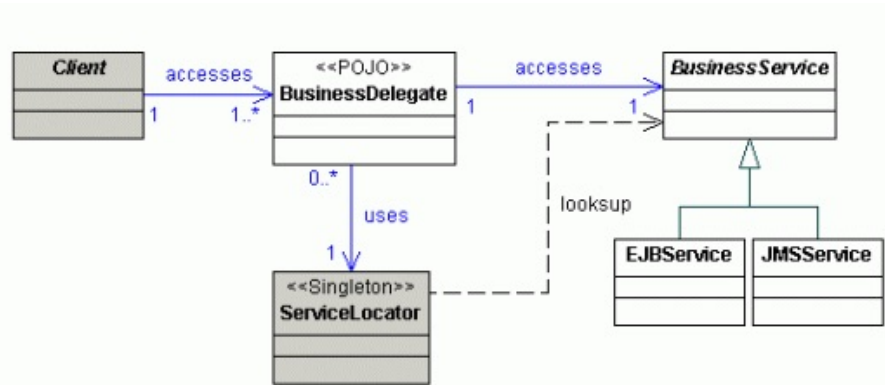 Client
accesses
1
1..*
<<POJO>>
BusinessDelegate
accesses
1
1
BusinessService
0..*
uses
1
looksup
EJBService
JMSService
<<Singleton>>
ServiceLocator